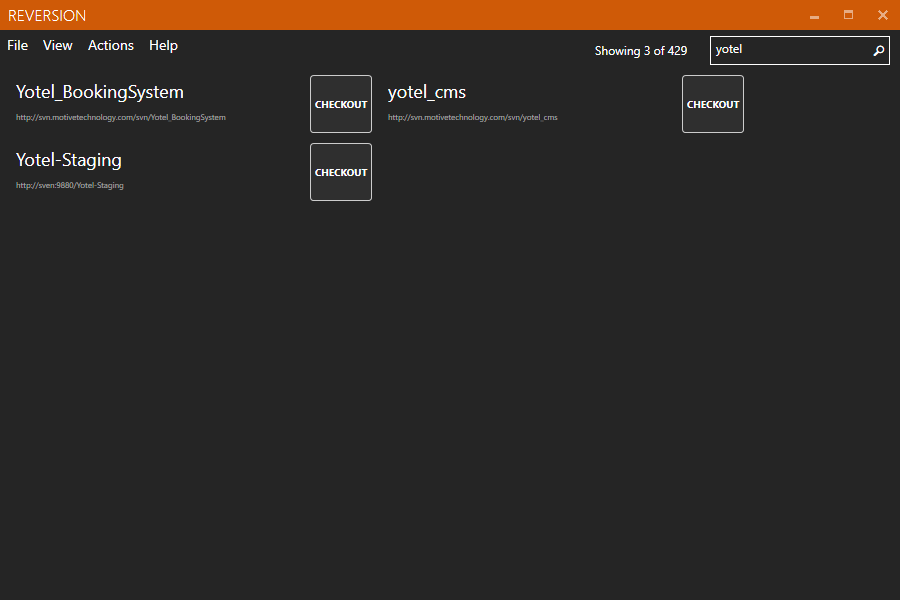 REVERSION
File View Actions Help
Showing 3 of 429
yotel
Yotel_BookingSystem
http://svn.motivetechnology.com/svn/Yotel_BookingSystem
CHECKOUT
yotel_cms
http://svn.motivetechnology.com/svn/yotel_cms
CHECKOUT
Yotel-Staging
http://sven:9880/Yotel-Staging
CHECKOUT